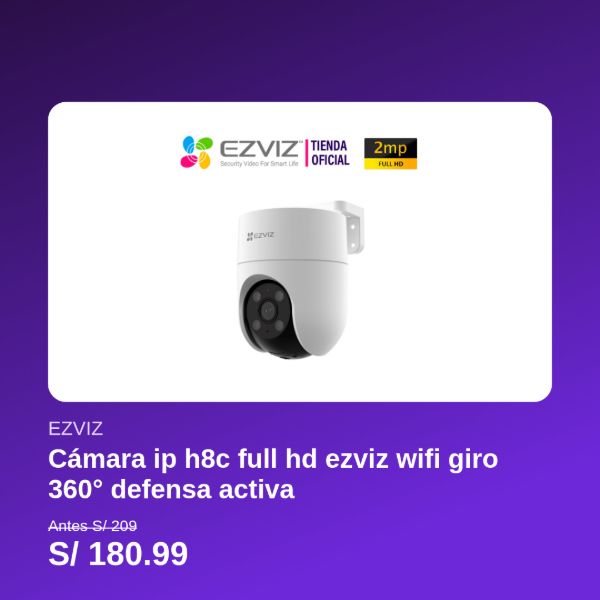 EZVIZ TIENDA 2mp
Security Video For Smart Life OFICIAL FULL HD
EZVIZ
EZVIZ
Cámara ip h8c full hd ezviz wifi giro
360° defensa activa
Antes S/ 209
S/ 180.99